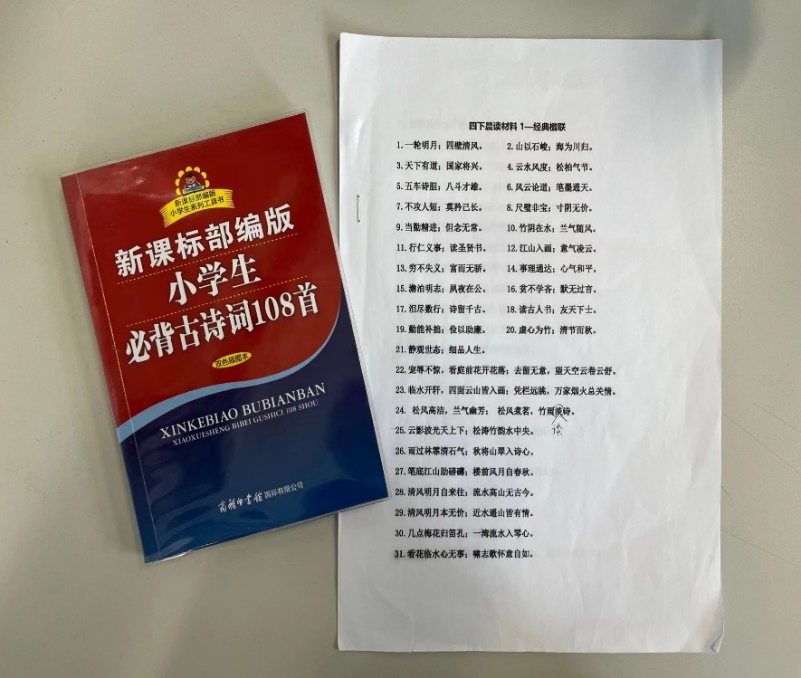 新课标部编版
小学生系列工具书
新课标部编版
小学生
必背古诗词108首
双色插图本
XINKEBIAO BUBIANBAN
XIAOXUESHENG BIBEI GUSHICI 108 SHOU
商务印书馆国际有限公司
四下晨读材料1—经典楹联
1.一轮明月；四壁清风。 2.山以石峻；海为川归。
3.天下有道；国家将兴。 4.云水风度；松柏气节。
5.五车诗胆；八斗才雄。 6.风云论道；笔墨通天。
7.不攻人短；莫矜己长。 8.尺璧非宝；寸阴无价。
9.当勤精进；但念无常。 10.竹阴在水；兰气随风。
11.行仁义事；读圣贤书。 12.江山入画；意气凌云。
13.穷不失义；富而无骄。 14.事理通达；心气和平。
15.澹泊明志；夙夜在公。 16.贫不学吝；默无过言。
17.泪尽数行；诗留千古。 18.读古人书；友天下士。
19.勤能补拙；俭以助廉。 20.虚心为竹；清节而秋。
21.静观世态；细品人生。
22.宠辱不惊，看庭前花开花落；去留无意，望天空云卷云舒。
23.临水开轩，四面云山皆入画；凭栏远眺，万家烟火总关情。
24. 松风高洁，兰气幽芳； 松风煮茗，竹雨谈诗。
25.云影波光天上下；松涛竹韵水中央。
26.雨过林霏清石气；秋将山翠入诗心。
27.笔底江山助磅礴；楼前风月自春秋。
28.清风明月自来往；流水高山无古今。
29.清风明月本无价；近水遥山皆有情。
30.几点梅花归笛孔；一湾流水入琴心。
31.看花临水心无事；啸志歌怀意自如。